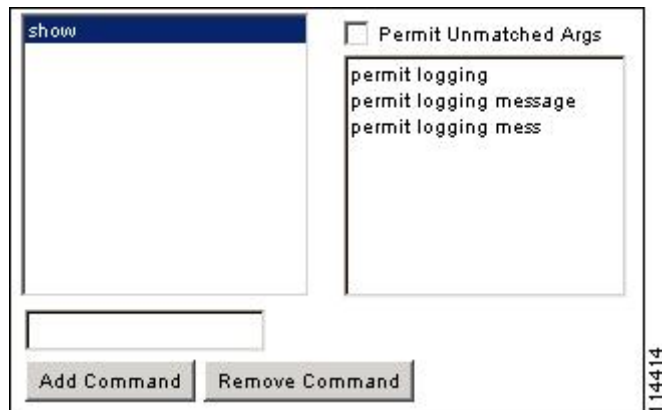 show
Permit Unmatched Args
permit logging
permit logging message
permit logging mess
Add Command
Remove Command
114414